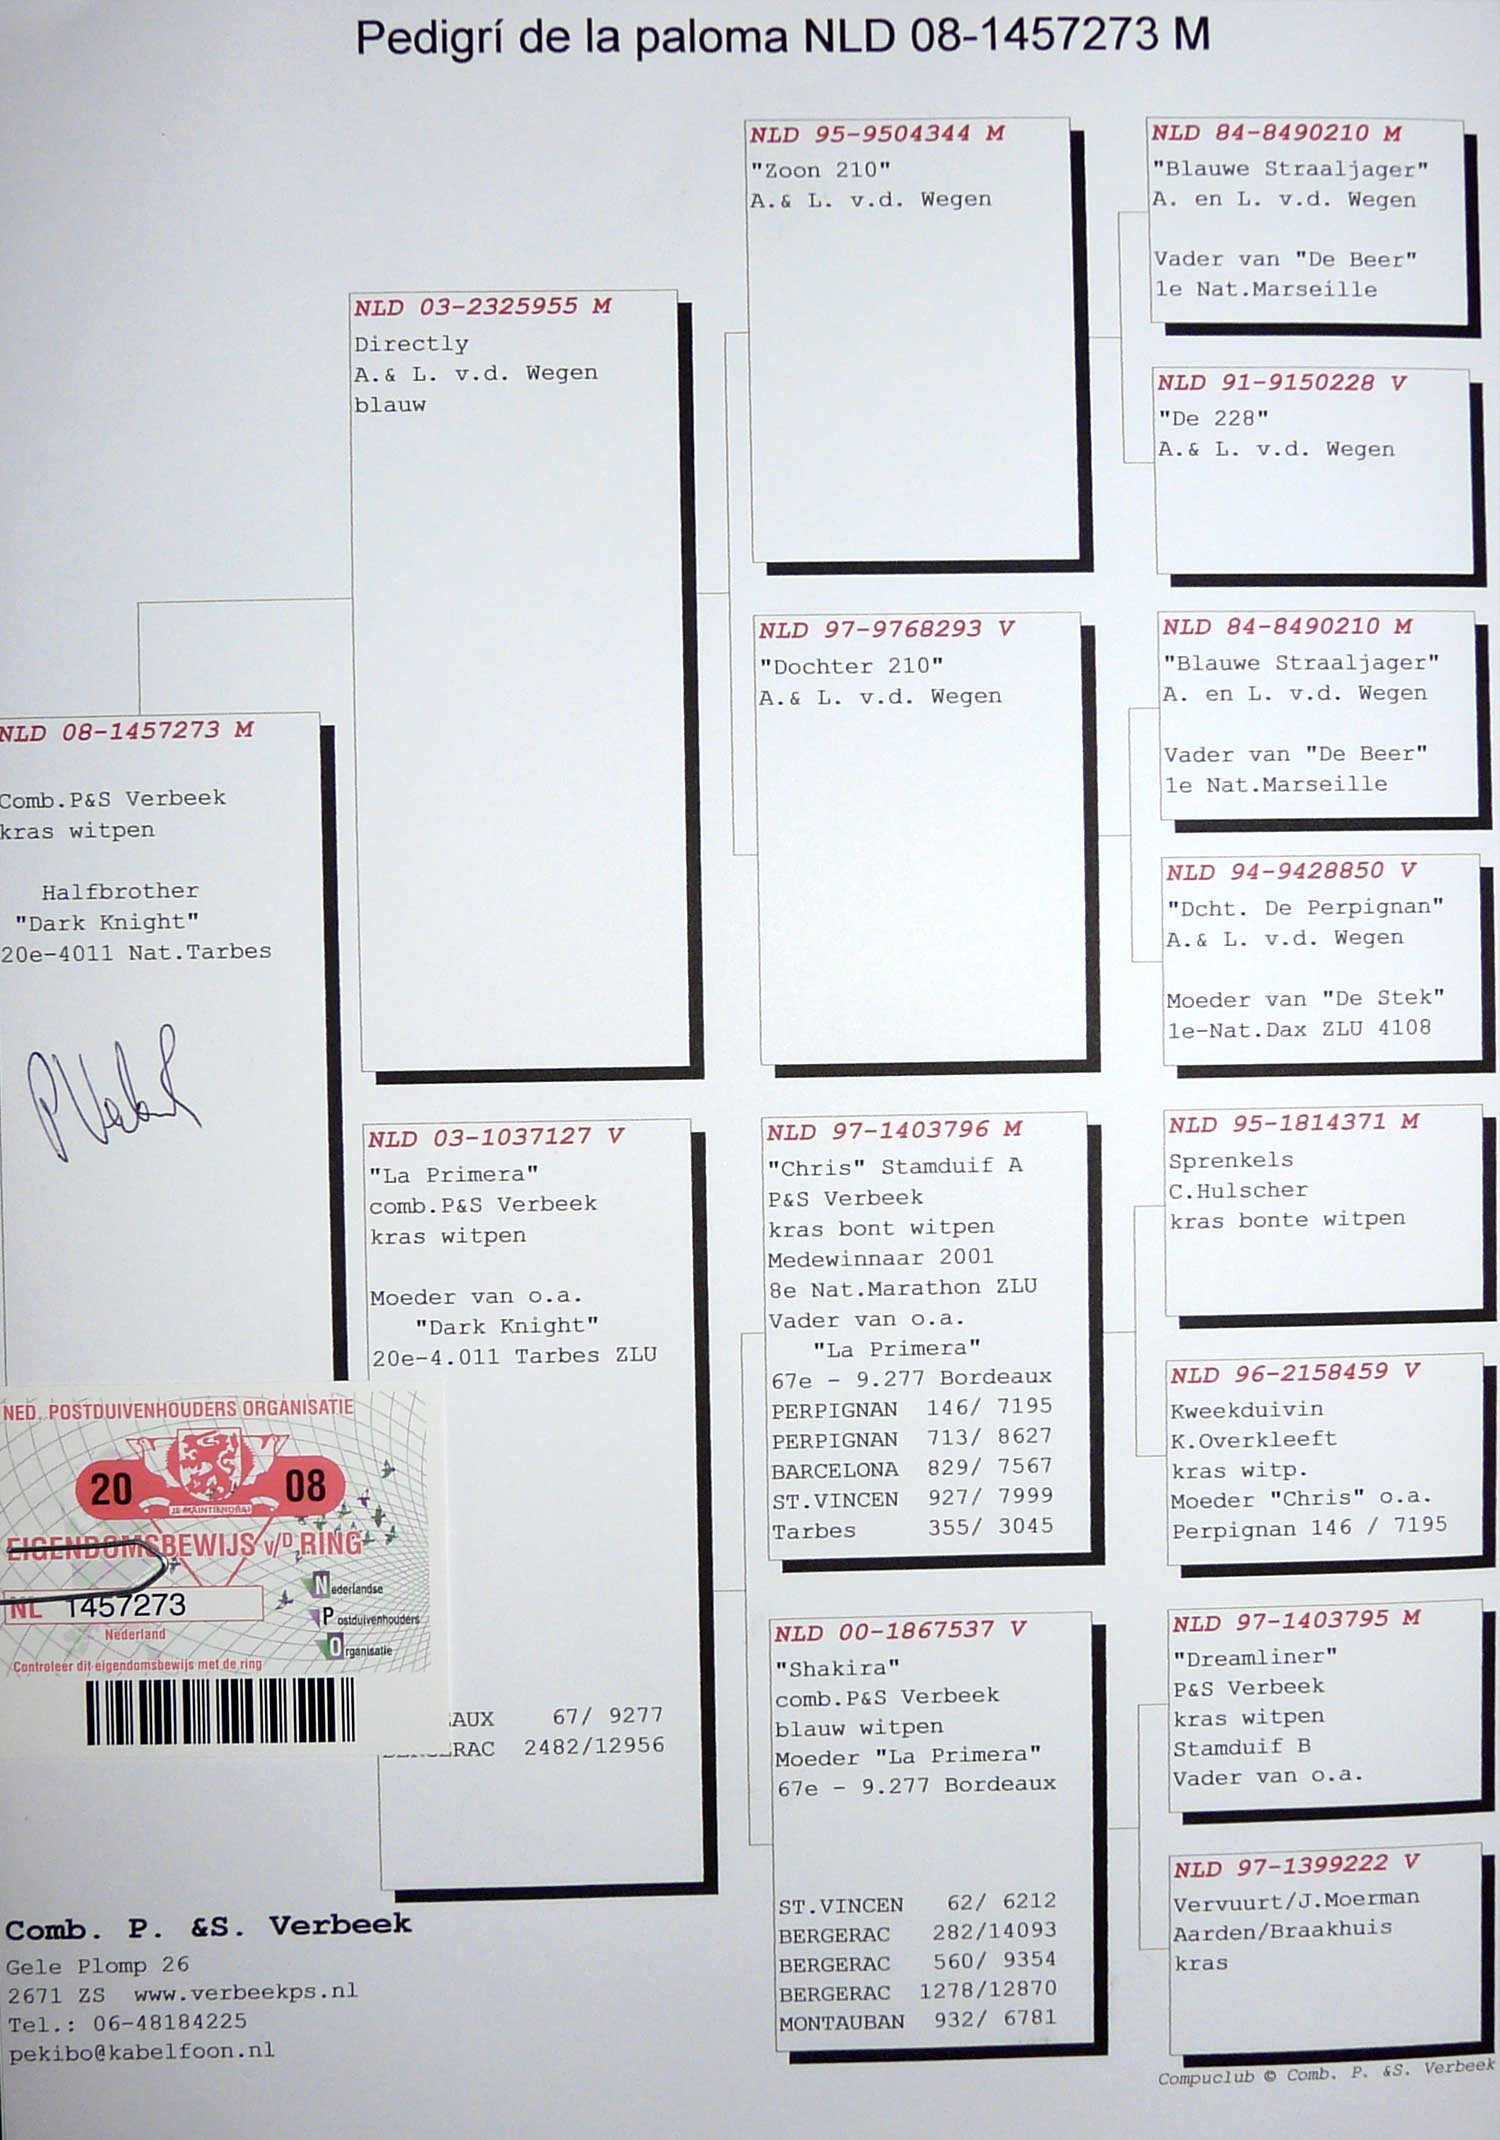 Pedigrí de la paloma NLD 08-1457273 M
NLD 08-1457273 M
Comb.P&S Verbeek
kras witpen
Halfbrother
"Dark Knight"
20e-4011 Nat.Tarbes
NLD 03-2325955 M
Directly
A.& L. v.d. Wegen
blauw
NLD 03-1037127 V
"La Primera"
comb.P&S Verbeek
kras witpen
Moeder van o.a.
"Dark Knight"
20e-4.011 Tarbes ZLU
AUX 67/ 9277
RAC 2482/12956
NLD 95-9504344 M
"Zoon 210"
A.& L. v.d. Wegen
NLD 97-9768293 V
"Dochter 210"
A.& L. v.d. Wegen
NLD 97-1403796 M
"Chris" Stamduif A
P&S Verbeek
kras bont witpen
Medewinnaar 2001
8e Nat.Marathon ZLU
Vader van o.a.
"La Primera"
67e - 9.277 Bordeaux
PERPIGNAN 146/ 7195
PERPIGNAN 713/ 8627
BARCELONA 829/ 7567
ST.VINCEN 927/ 7999
Tarbes 355/ 3045
NLD 00-1867537 V
"Shakira"
comb.P&S Verbeek
blauw witpen
Moeder "La Primera"
67e - 9.277 Bordeaux
ST.VINCEN 62/ 6212
BERGERAC 282/14093
BERGERAC 560/ 9354
BERGERAC 1278/12870
MONTAUBAN 932/ 6781
NLD 84-8490210 M
"Blauwe Straaljager"
A. en L. v.d. Wegen
Vader van "De Beer"
1e Nat.Marseille
NLD 91-9150228 V
"De 228"
A.& L. v.d. Wegen
NLD 84-8490210 M
"Blauwe Straaljager"
A. en L. v.d. Wegen
Vader van "De Beer"
1e Nat.Marseille
NLD 94-9428850 V
"Dcht. De Perpignan"
A.& L. v.d. Wegen
Moeder van "De Stek"
1e-Nat.Dax ZLU 4108
NLD 95-1814371 M
Sprenkels
C.Hulscher
kras bonte witpen
NLD 96-2158459 V
Kweekduivin
K.Overkleeft
kras witp.
Moeder "Chris" o.a.
Perpignan 146 / 7195
NLD 97-1403795 M
"Dreamliner"
P&S Verbeek
kras witpen
Stamduif B
Vader van o.a.
NLD 97-1399222 V
Vervuurt/J.Moerman
Aarden/Braakhuis
kras
NED. POSTDUIVENHOUDERS ORGANISATIE
20 08
JE MAINTIENDRAI
EIGENDOMSBEWIJS v/D RING
NL 1457273
Nederland
Nederlandse
Postduivenhouders
Organisatie
Controleer dit eigendomsbewijs met de ring
Comb. P. &S. Verbeek
Gele Plomp 26
2671 ZS www.verbeekps.nl
Tel.: 06-48184225
pekibo@kabelfoon.nl
Compuclub © Comb. P. &S. Verbeek